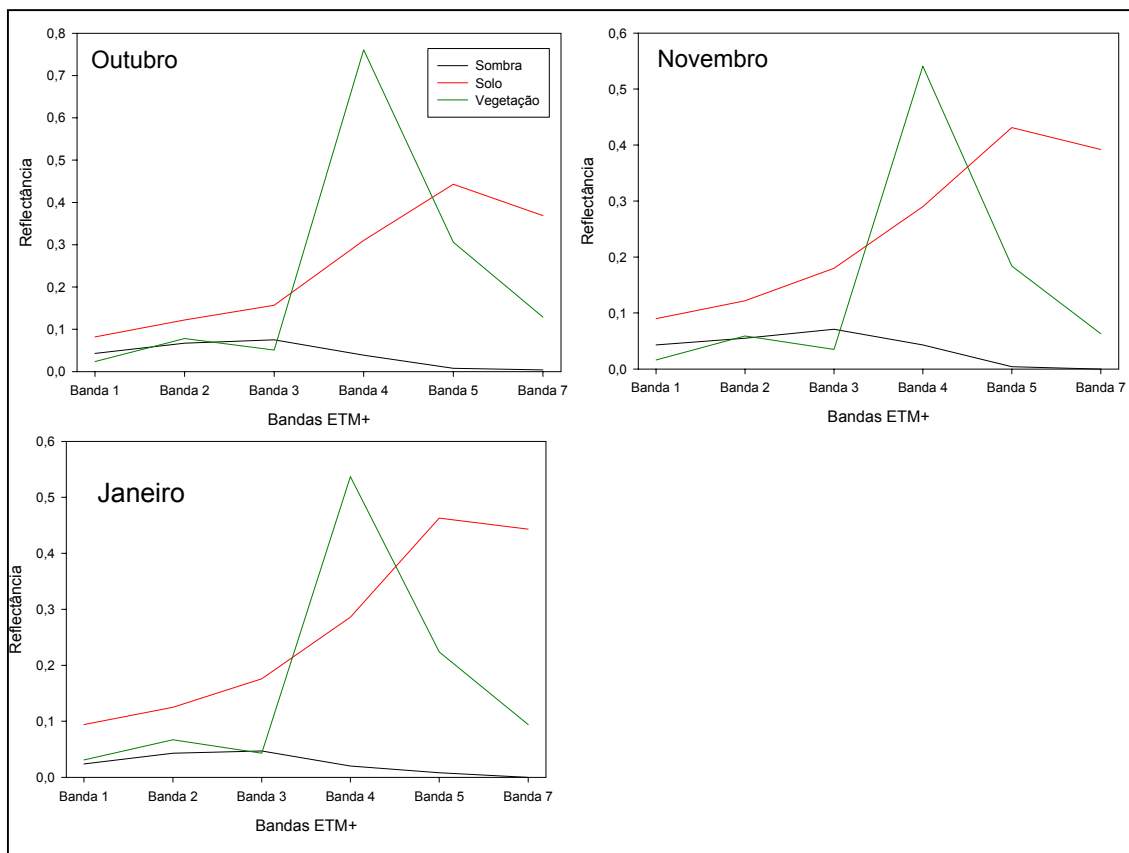 Outubro
Sombra
Solo
Vegetação
0,8
0,7
0,6
0,5
0,4
0,3
0,2
0,1
0,0
Reflectância
Banda 1 Banda 2 Banda 3 Banda 4 Banda 5 Banda 7
Bandas ETM+
Novembro
0,6
0,5
0,4
0,3
0,2
0,1
0,0
Reflectância
Banda 1 Banda 2 Banda 3 Banda 4 Banda 5 Banda 7
Bandas ETM+
Janeiro
0,6
0,5
0,4
0,3
0,2
0,1
0,0
Reflectância
Banda 1 Banda 2 Banda 3 Banda 4 Banda 5 Banda 7
Bandas ETM+